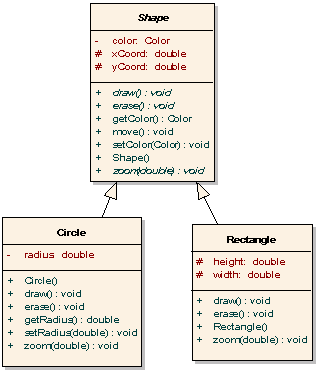 Shape
- color: Color
# xCoord: double
# yCoord: double
+ draw() : void
+ erase() : void
+ getColor() : Color
+ move() : void
+ setColor(Color) : void
+ Shape()
+ zoom(double) : void
Circle
- radius: double
+ Circle()
+ draw() : void
+ erase() : void
+ getRadius() : double
+ setRadius(double) : void
+ zoom(double) : void
Rectangle
# height: double
# width: double
+ draw() : void
+ erase() : void
+ Rectangle()
+ zoom(double) : void